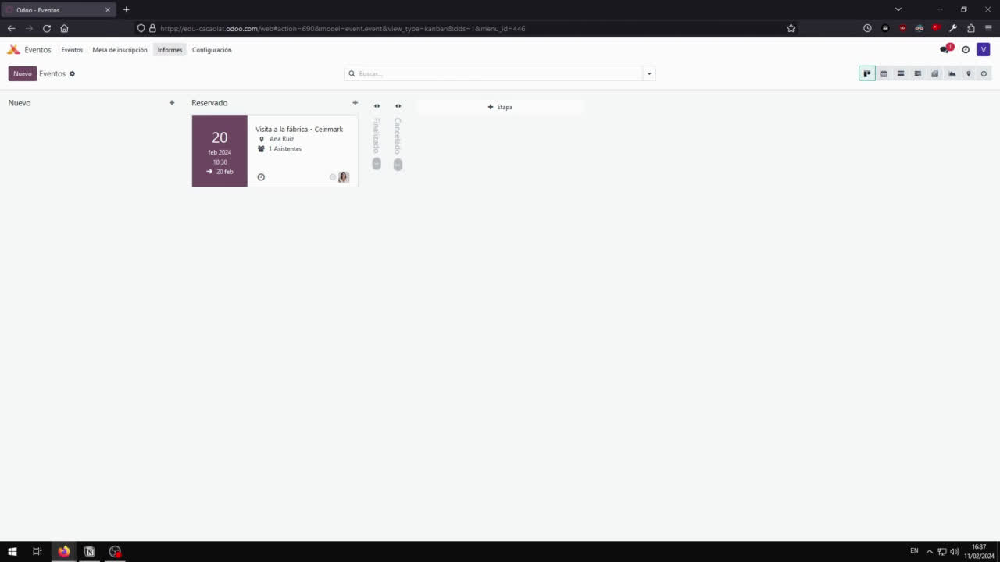 Odoo - Eventos
https://edu-cacaolat.odoo.com/web#action=690&model=event.event&view_type=kanban&cids=1&menu_id=446
Eventos Eventos Mesa de inscripción Informes Configuración
1
V
Nuevo Eventos
Buscar...
Nuevo
Reservado
20
feb 2024
10:30
20 feb
Visita a la fábrica - Ceinmark
Ana Ruiz
1 Asistentes
Finalizado
Cancelado
Etapa
EN
16:37
11/02/2024